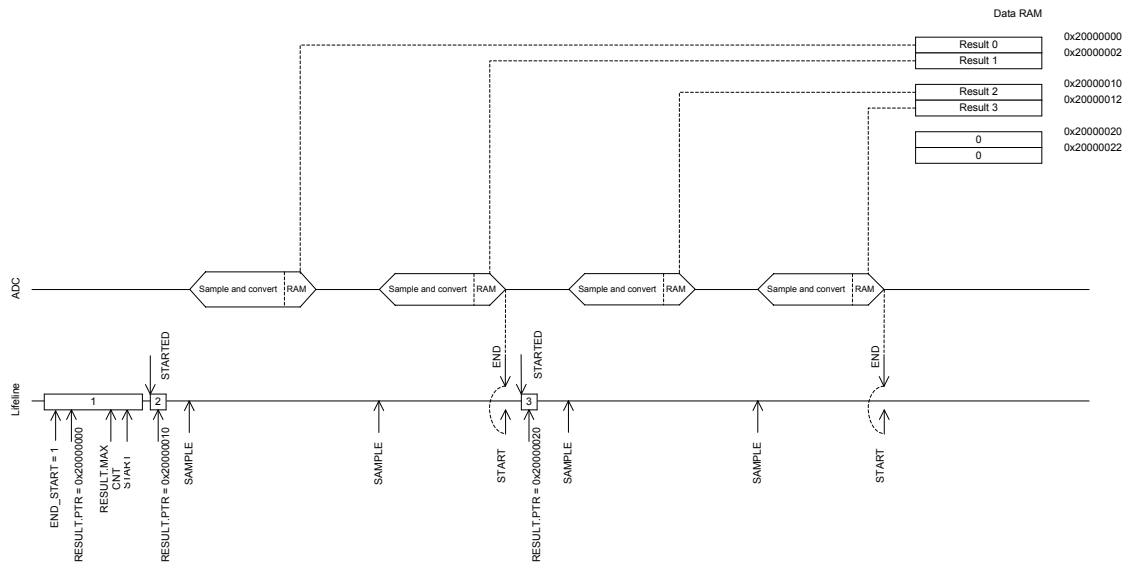 Data RAM
Result 0
0x20000000
Result 1
0x20000002
Result 2
0x20000010
Result 3
0x20000012
0
0x20000020
0
0x20000022
ADC
Sample and convert
RAM
Sample and convert
RAM
Sample and convert
RAM
Sample and convert
RAM
STARTED
END
STARTED
END
Lifeline
1
2
3
END_START = 1
RESULT.PTR = 0x20000000
RESULT.MAX
CNT
START
RESULT.PTR = 0x20000010
SAMPLE
SAMPLE
START
RESULT.PTR = 0x20000020
SAMPLE
SAMPLE
START